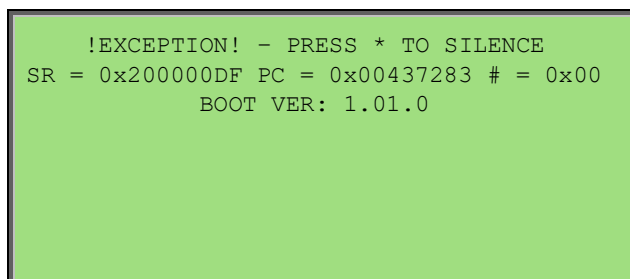 !EXCEPTION! – PRESS * TO SILENCE
SR = 0x200000DF PC = 0x00437283 # = 0x00
BOOT VER: 1.01.0